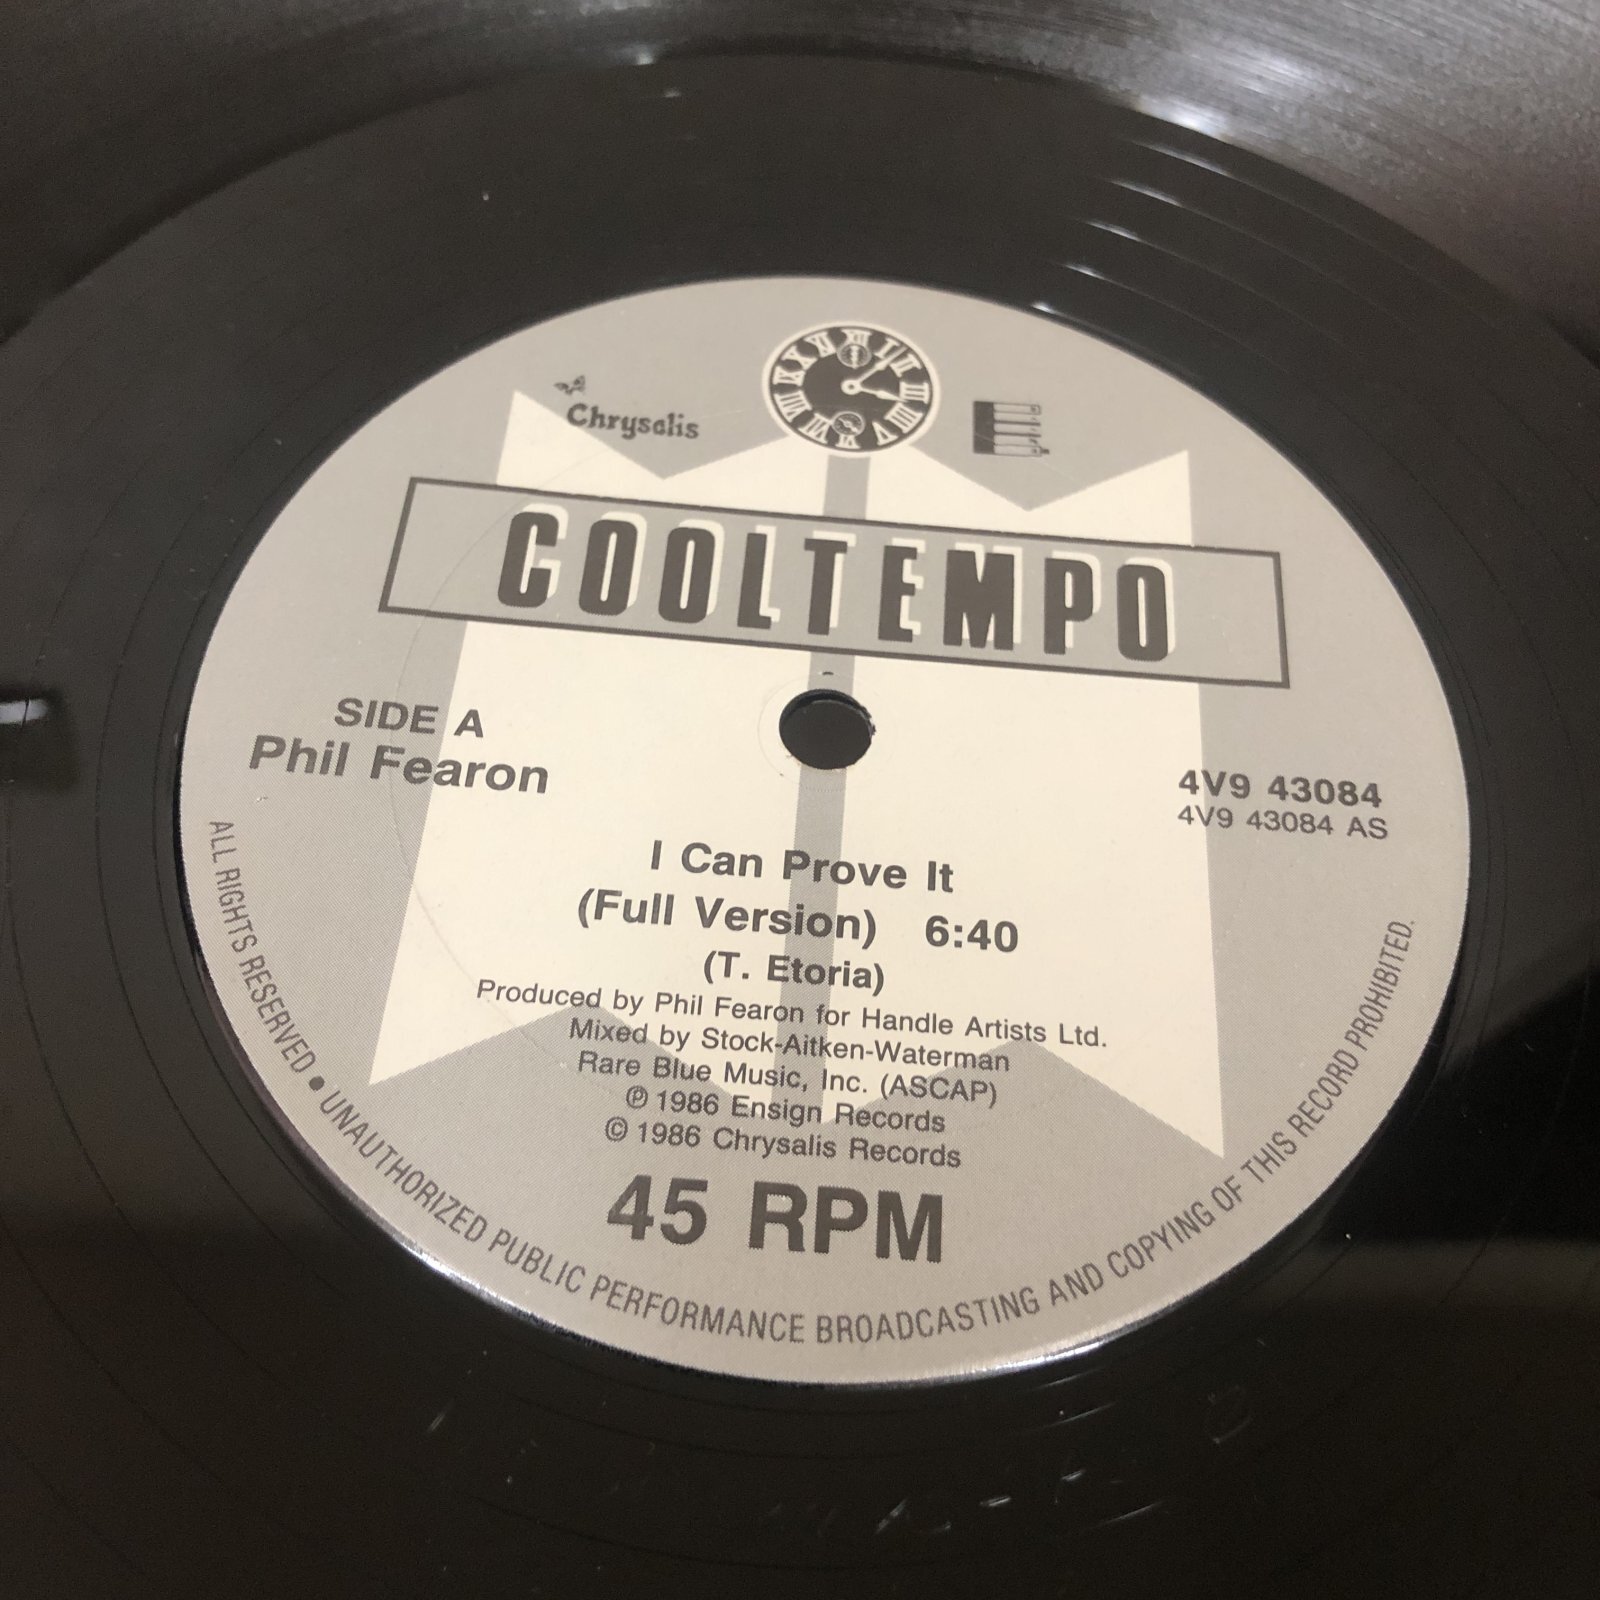 Chrysalis
COOLTEMPO
SIDE A
Phil Fearon
4V9 43084
4V9 43084 AS
I Can Prove It
(Full Version) 6:40
(T. Etoria)
Produced by Phil Fearon for Handle Artists Ltd.
Mixed by Stock-Aitken-Waterman
Rare Blue Music, Inc. (ASCAP)
℗ 1986 Ensign Records
© 1986 Chrysalis Records
45 RPM
ALL RIGHTS RESERVED • UNAUTHORIZED PUBLIC PERFORMANCE BROADCASTING AND COPYING OF THIS RECORD PROHIBITED.